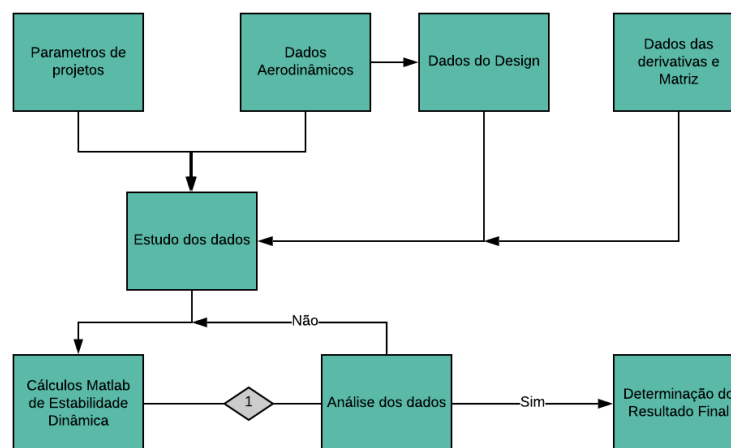 Parametros de
projetos
Dados
Aerodinâmicos
Dados do Design
Dados das
derivativas e
Matriz
Estudo dos dados
Não
Cálculos Matlab
de Estabilidade
Dinâmica
1
Análise dos dados
Sim
Determinação do
Resultado Final